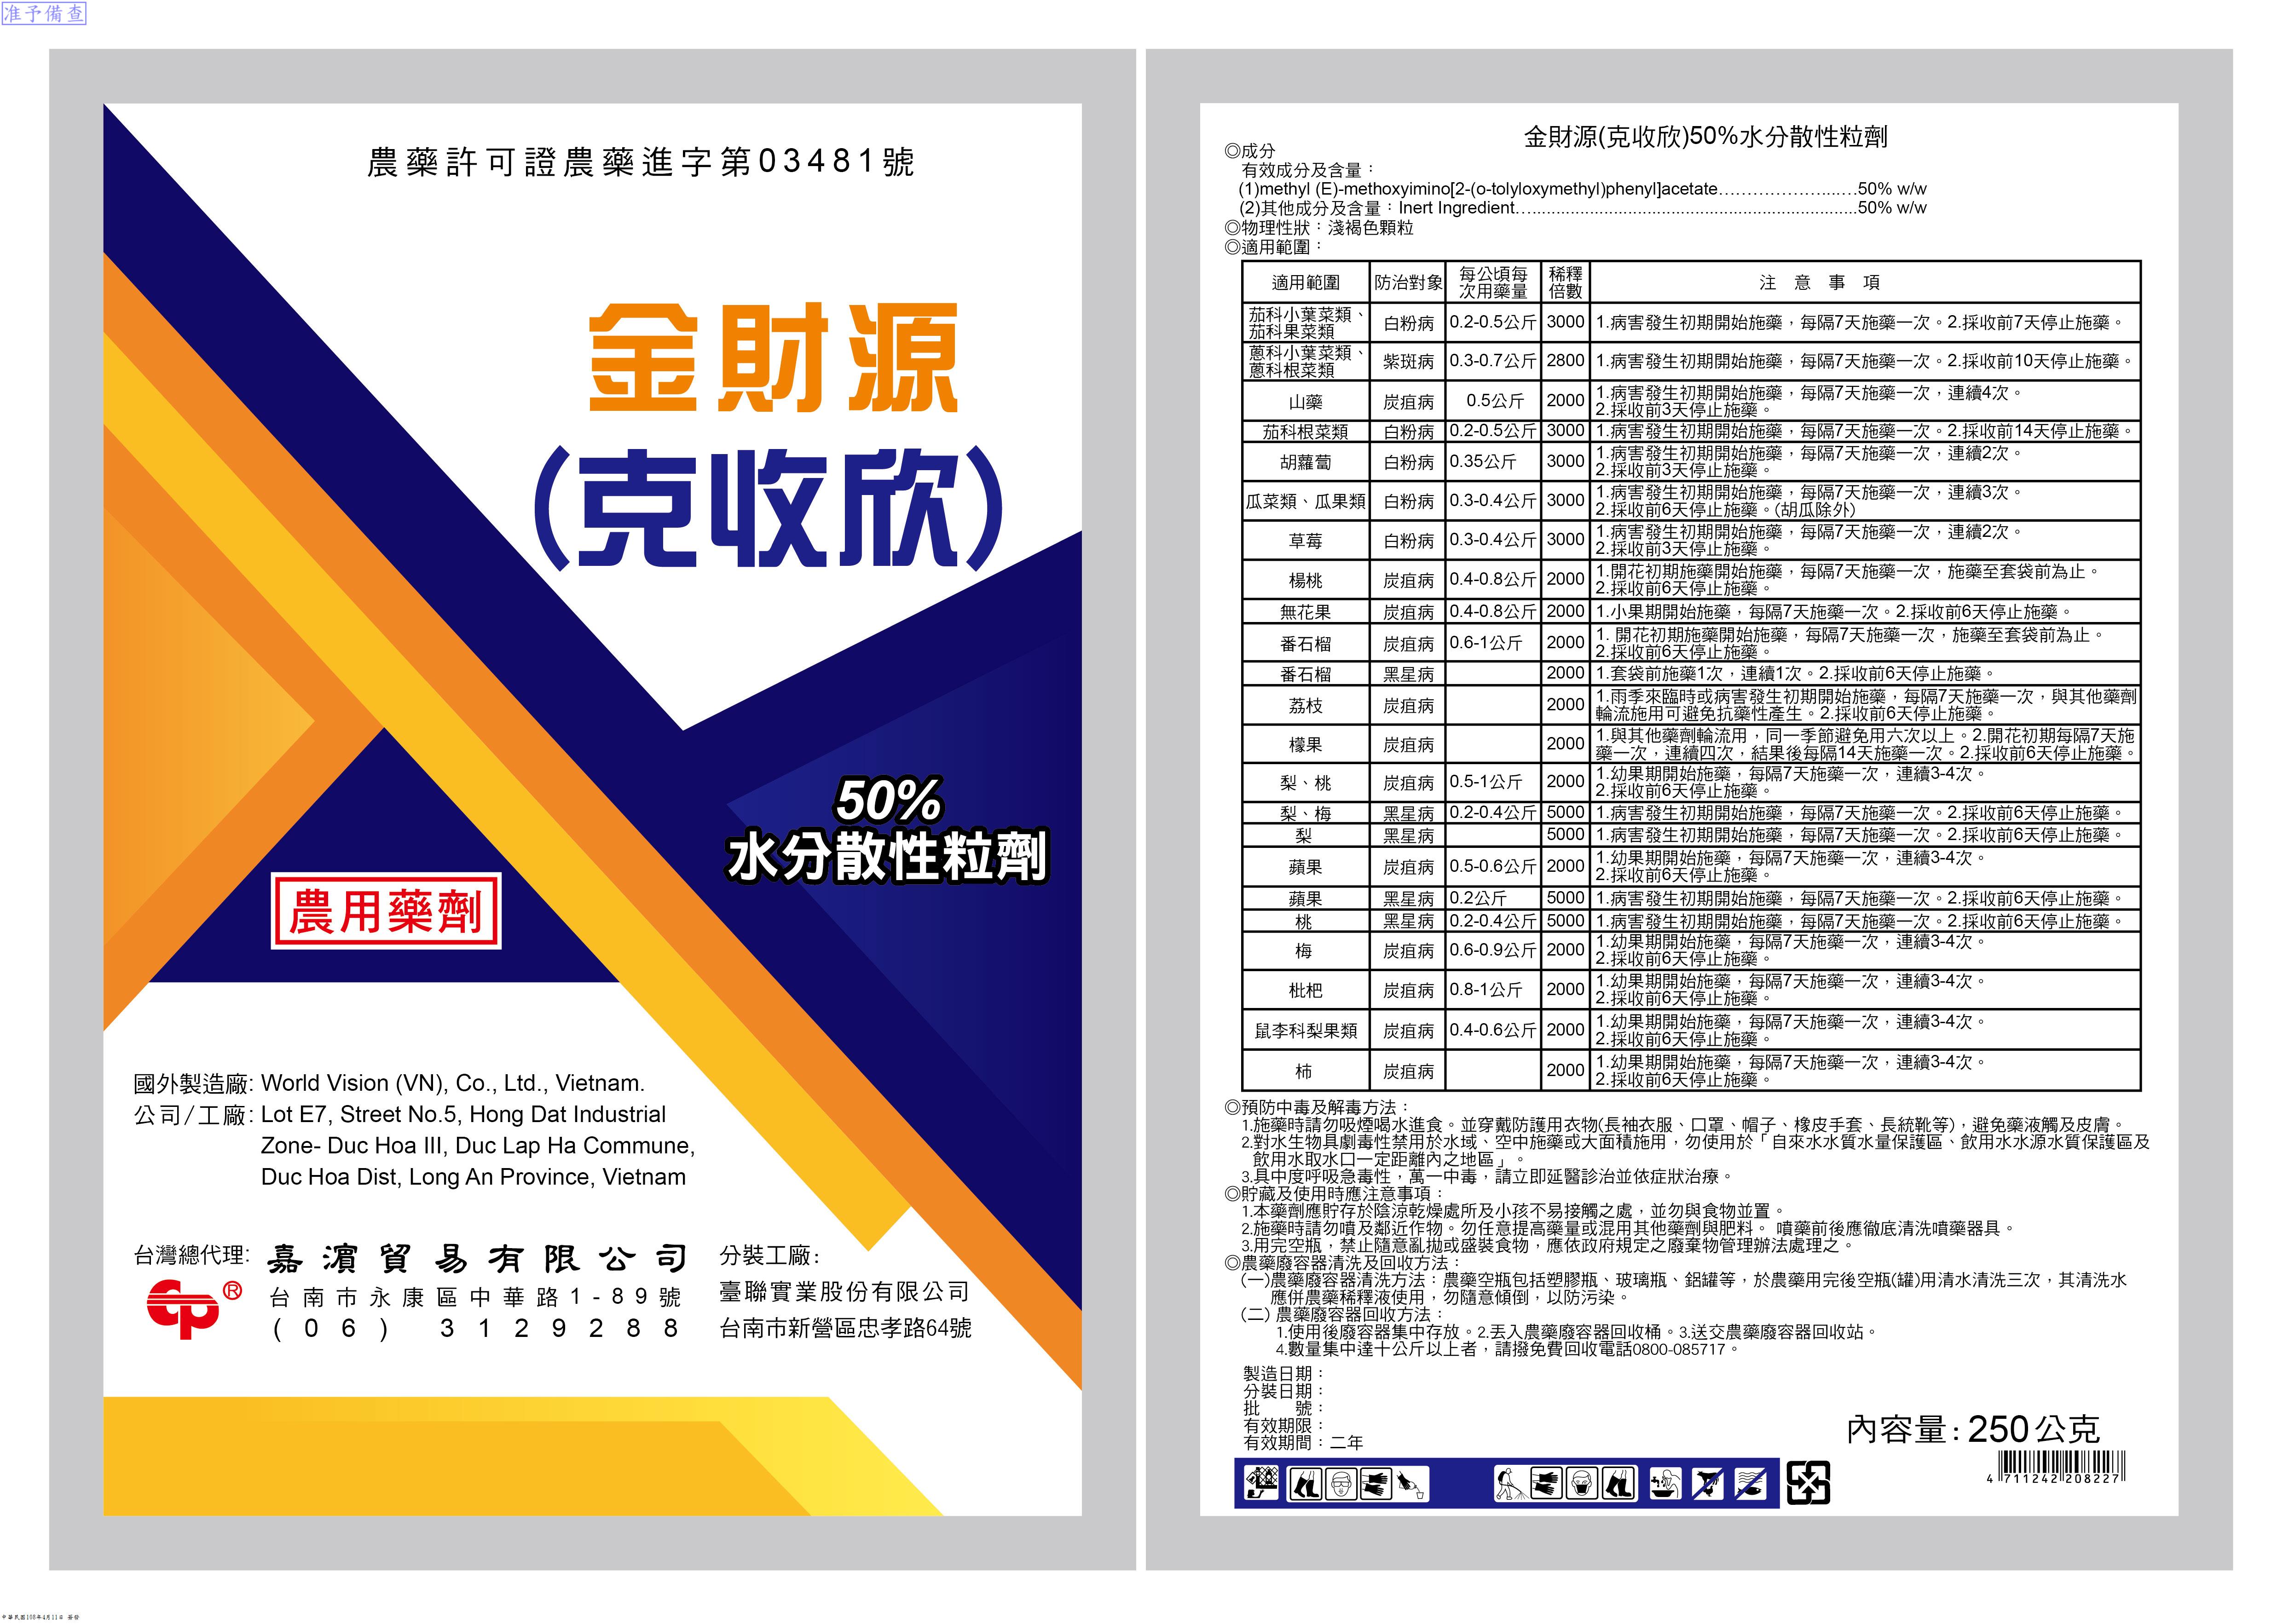 准予備查
農藥許可證農藥進字第03481號
金財源
(克收欣)
50%
水分散性粒劑
農用藥劑
國外製造廠: World Vision (VN), Co., Ltd., Vietnam.
公司/工廠: Lot E7, Street No.5, Hong Dat Industrial
Zone- Duc Hoa III, Duc Lap Ha Commune,
Duc Hoa Dist, Long An Province, Vietnam
台灣總代理: 嘉濱貿易有限公司
台南市永康區中華路1-89號
(06) 3129288
Cp®
分裝工廠:
臺聯實業股份有限公司
台南市新營區忠孝路64號
金財源(克收欣)50%水分散性粒劑
◎成分
有效成分及含量：
(1)methyl (E)-methoxyimino[2-(o-tolyloxymethyl)phenyl]acetate........................50% w/w
(2)其他成分及含量：Inert Ingredient........................................................................50% w/w
◎物理性狀：淺褐色顆粒
◎適用範圍：
適用範圍 防治對象 每公頃每次用藥量 稀釋倍數 注 意 事 項
茄科小葉菜類、茄科果菜類 白粉病 0.2-0.5公斤 3000 1.病害發生初期開始施藥，每隔7天施藥一次。2.採收前7天停止施藥。
蔥科小葉菜類、蔥科根菜類 紫斑病 0.3-0.7公斤 2800 1.病害發生初期開始施藥，每隔7天施藥一次。2.採收前10天停止施藥。
山藥 炭疽病 0.5公斤 2000 1.病害發生初期開始施藥，每隔7天施藥一次，連續4次。
2.採收前3天停止施藥。
茄科根菜類 白粉病 0.2-0.5公斤 3000 1.病害發生初期開始施藥，每隔7天施藥一次。2.採收前14天停止施藥。
胡蘿蔔 白粉病 0.35公斤 3000 1.病害發生初期開始施藥，每隔7天施藥一次，連續2次。
2.採收前3天停止施藥。
瓜菜類、瓜果類 白粉病 0.3-0.4公斤 3000 1.病害發生初期開始施藥，每隔7天施藥一次，連續3次。
2.採收前6天停止施藥。(胡瓜除外)
草莓 白粉病 0.3-0.4公斤 3000 1.病害發生初期開始施藥，每隔7天施藥一次，連續2次。
2.採收前3天停止施藥。
楊桃 炭疽病 0.4-0.8公斤 2000 1.開花初期施藥開始施藥，每隔7天施藥一次，施藥至套袋前為止。
2.採收前6天停止施藥。
無花果 炭疽病 0.4-0.8公斤 2000 1.小果期開始施藥，每隔7天施藥一次。2.採收前6天停止施藥。
番石榴 炭疽病 0.6-1公斤 2000 1. 開花初期施藥開始施藥，每隔7天施藥一次，施藥至套袋前為止。
2.採收前6天停止施藥。
番石榴 黑星病 2000 1.套袋前施藥1次，連續1次。2.採收前6天停止施藥。
荔枝 炭疽病 2000 1.雨季來臨時或病害發生初期開始施藥，每隔7天施藥一次，與其他藥劑
輪流施用可避免抗藥性產生。2.採收前6天停止施藥。
檬果 炭疽病 2000 1.與其他藥劑輪流用，同一季節避免用六次以上。2.開花初期每隔7天施
藥一次，連續四次，結果後每隔14天施藥一次。2.採收前6天停止施藥。
梨、桃 炭疽病 0.5-1公斤 2000 1.幼果期開始施藥，每隔7天施藥一次，連續3-4次。
2.採收前6天停止施藥。
梨、梅 黑星病 0.2-0.4公斤 5000 1.病害發生初期開始施藥，每隔7天施藥一次。2.採收前6天停止施藥。
梨 黑星病 5000 1.病害發生初期開始施藥，每隔7天施藥一次。2.採收前6天停止施藥。
蘋果 炭疽病 0.5-0.6公斤 2000 1.幼果期開始施藥，每隔7天施藥一次，連續3-4次。
2.採收前6天停止施藥。
蘋果 黑星病 0.2公斤 5000 1.病害發生初期開始施藥，每隔7天施藥一次。2.採收前6天停止施藥。
桃 黑星病 0.2-0.4公斤 5000 1.病害發生初期開始施藥，每隔7天施藥一次。2.採收前6天停止施藥。
梅 炭疽病 0.6-0.9公斤 2000 1.幼果期開始施藥，每隔7天施藥一次，連續3-4次。
2.採收前6天停止施藥。
枇杷 炭疽病 0.8-1公斤 2000 1.幼果期開始施藥，每隔7天施藥一次，連續3-4次。
2.採收前6天停止施藥。
鼠李科梨果類 炭疽病 0.4-0.6公斤 2000 1.幼果期開始施藥，每隔7天施藥一次，連續3-4次。
2.採收前6天停止施藥。
柿 炭疽病 2000 1.幼果期開始施藥，每隔7天施藥一次，連續3-4次。
2.採收前6天停止施藥。
◎預防中毒及解毒方法：
1.施藥時請勿吸煙喝水進食。並穿戴防護用衣物(長袖衣服、口罩、帽子、橡皮手套、長統靴等)，避免藥液觸及皮膚。
2.對水生物具劇毒性禁用於水域、空中施藥或大面積施用，勿使用於「自來水水質水量保護區、飲用水水源水質保護區及
飲用水取水口一定距離內之地區」。
3.具中度呼吸急毒性，萬一中毒，請立即延醫診治並依症狀治療。
◎貯藏及使用時應注意事項：
1.本藥劑應貯存於陰涼乾燥處所及小孩不易接觸之處，並勿與食物並置。
2.施藥時請勿噴及鄰近作物。勿任意提高藥量或混用其他藥劑與肥料。 噴藥前後應徹底清洗噴藥器具。
3.用完空瓶，禁止隨意亂拋或盛裝食物，應依政府規定之廢棄物管理辦法處理之。
◎農藥廢容器清洗及回收方法：
(一)農藥廢容器清洗方法：農藥空瓶包括塑膠瓶、玻璃瓶、鋁罐等，於農藥用完後空瓶(罐)用清水清洗三次，其清洗水
應併農藥稀釋液使用，勿隨意傾倒，以防污染。
(二) 農藥廢容器回收方法：
1.使用後廢容器集中存放。2.丟入農藥廢容器回收桶。3.送交農藥廢容器回收站。
4.數量集中達十公斤以上者，請撥免費回收電話0800-085717。
製造日期：
分裝日期：
批 號：
有效期限：
有效期間：二年
內容量: 250公克
4 711242 208227
中華民國108年4月11日 簽發